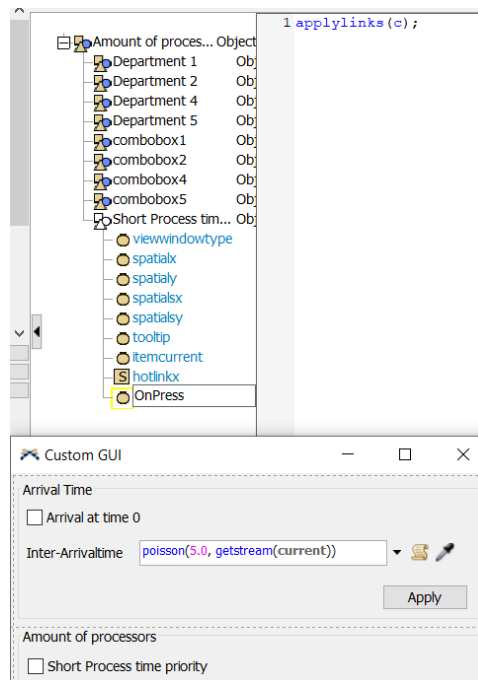 1 applylinks(c);
Amount of proces... Object
Department 1 Obj
Department 2 Obj
Department 4 Obj
Department 5 Obj
combobox1 Obj
combobox2 Obj
combobox4 Obj
combobox5 Obj
Short Process tim... Obj
viewwindowtype
spatialx
spatialy
spatialsx
spatialsy
tooltip
itemcurrent
S hotlinkx
OnPress
Custom GUI
Arrival Time
Arrival at time 0
Inter-Arrivaltime poisson(5.0, getstream(current))
Apply
Amount of processors
Short Process time priority